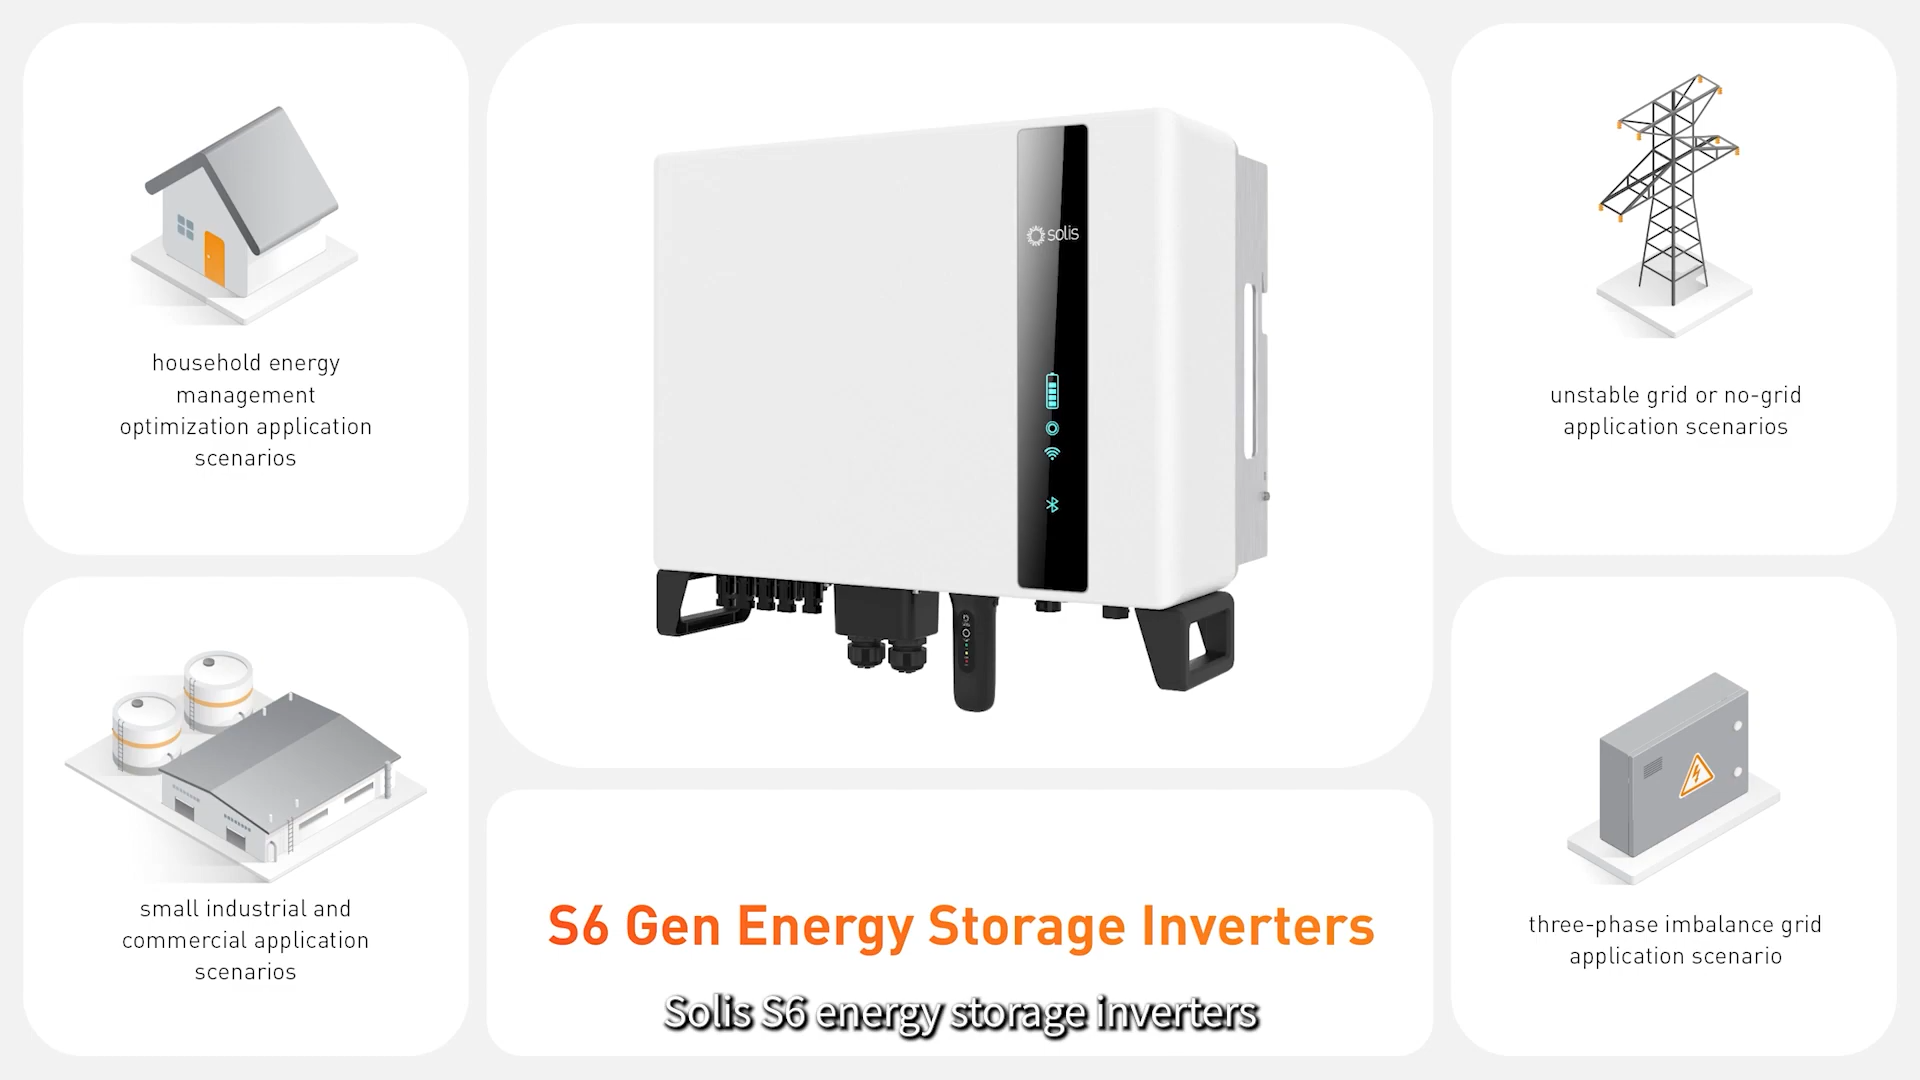 household energy
management
optimization application
scenarios
small industrial and
commercial application
scenarios
solis
S6 Gen Energy Storage Inverters
Solis S6 energy storage inverters
unstable grid or no-grid
application scenarios
three-phase imbalance grid
application scenario